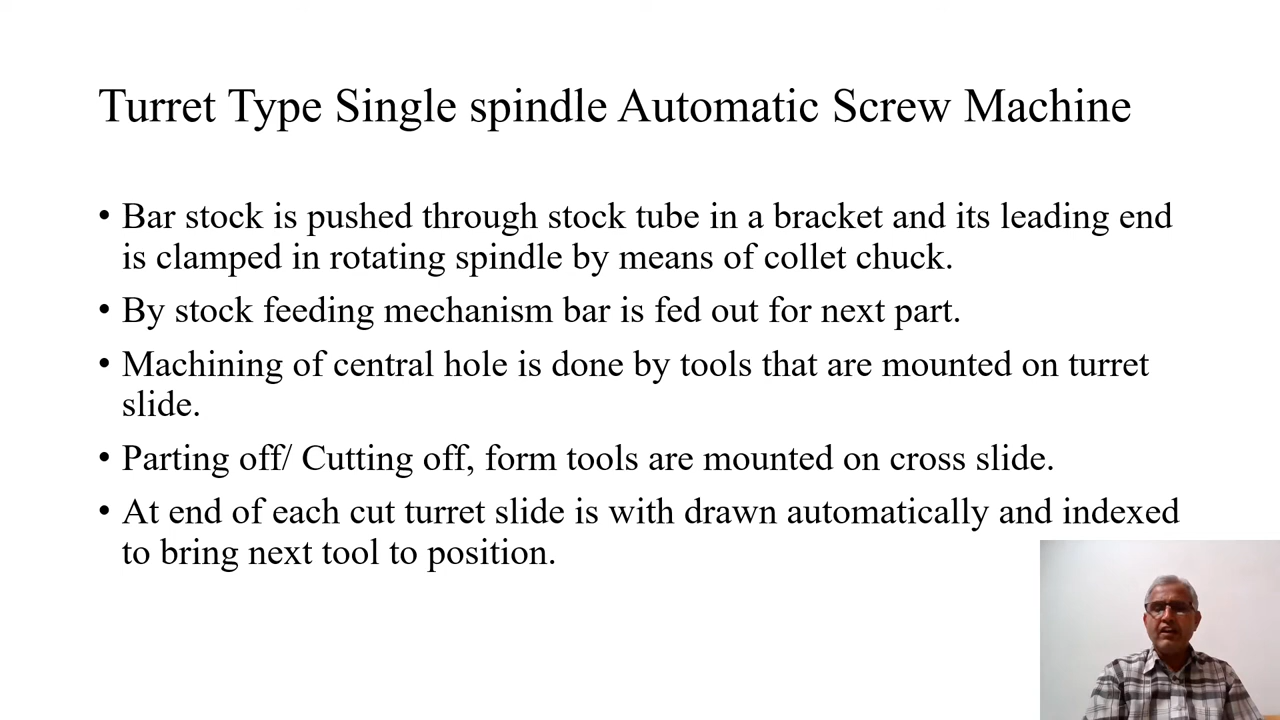 Turret Type Single spindle Automatic Screw Machine
• Bar stock is pushed through stock tube in a bracket and its leading end
is clamped in rotating spindle by means of collet chuck.
• By stock feeding mechanism bar is fed out for next part.
• Machining of central hole is done by tools that are mounted on turret
slide.
• Parting off/ Cutting off, form tools are mounted on cross slide.
• At end of each cut turret slide is with drawn automatically and indexed
to bring next tool to position.